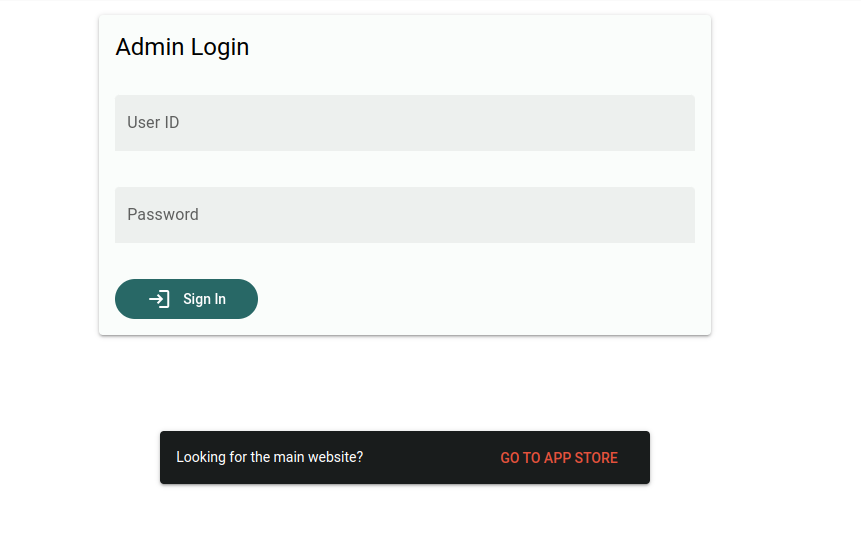 Admin Login
User ID
Password
Sign In
Looking for the main website?
GO TO APP STORE